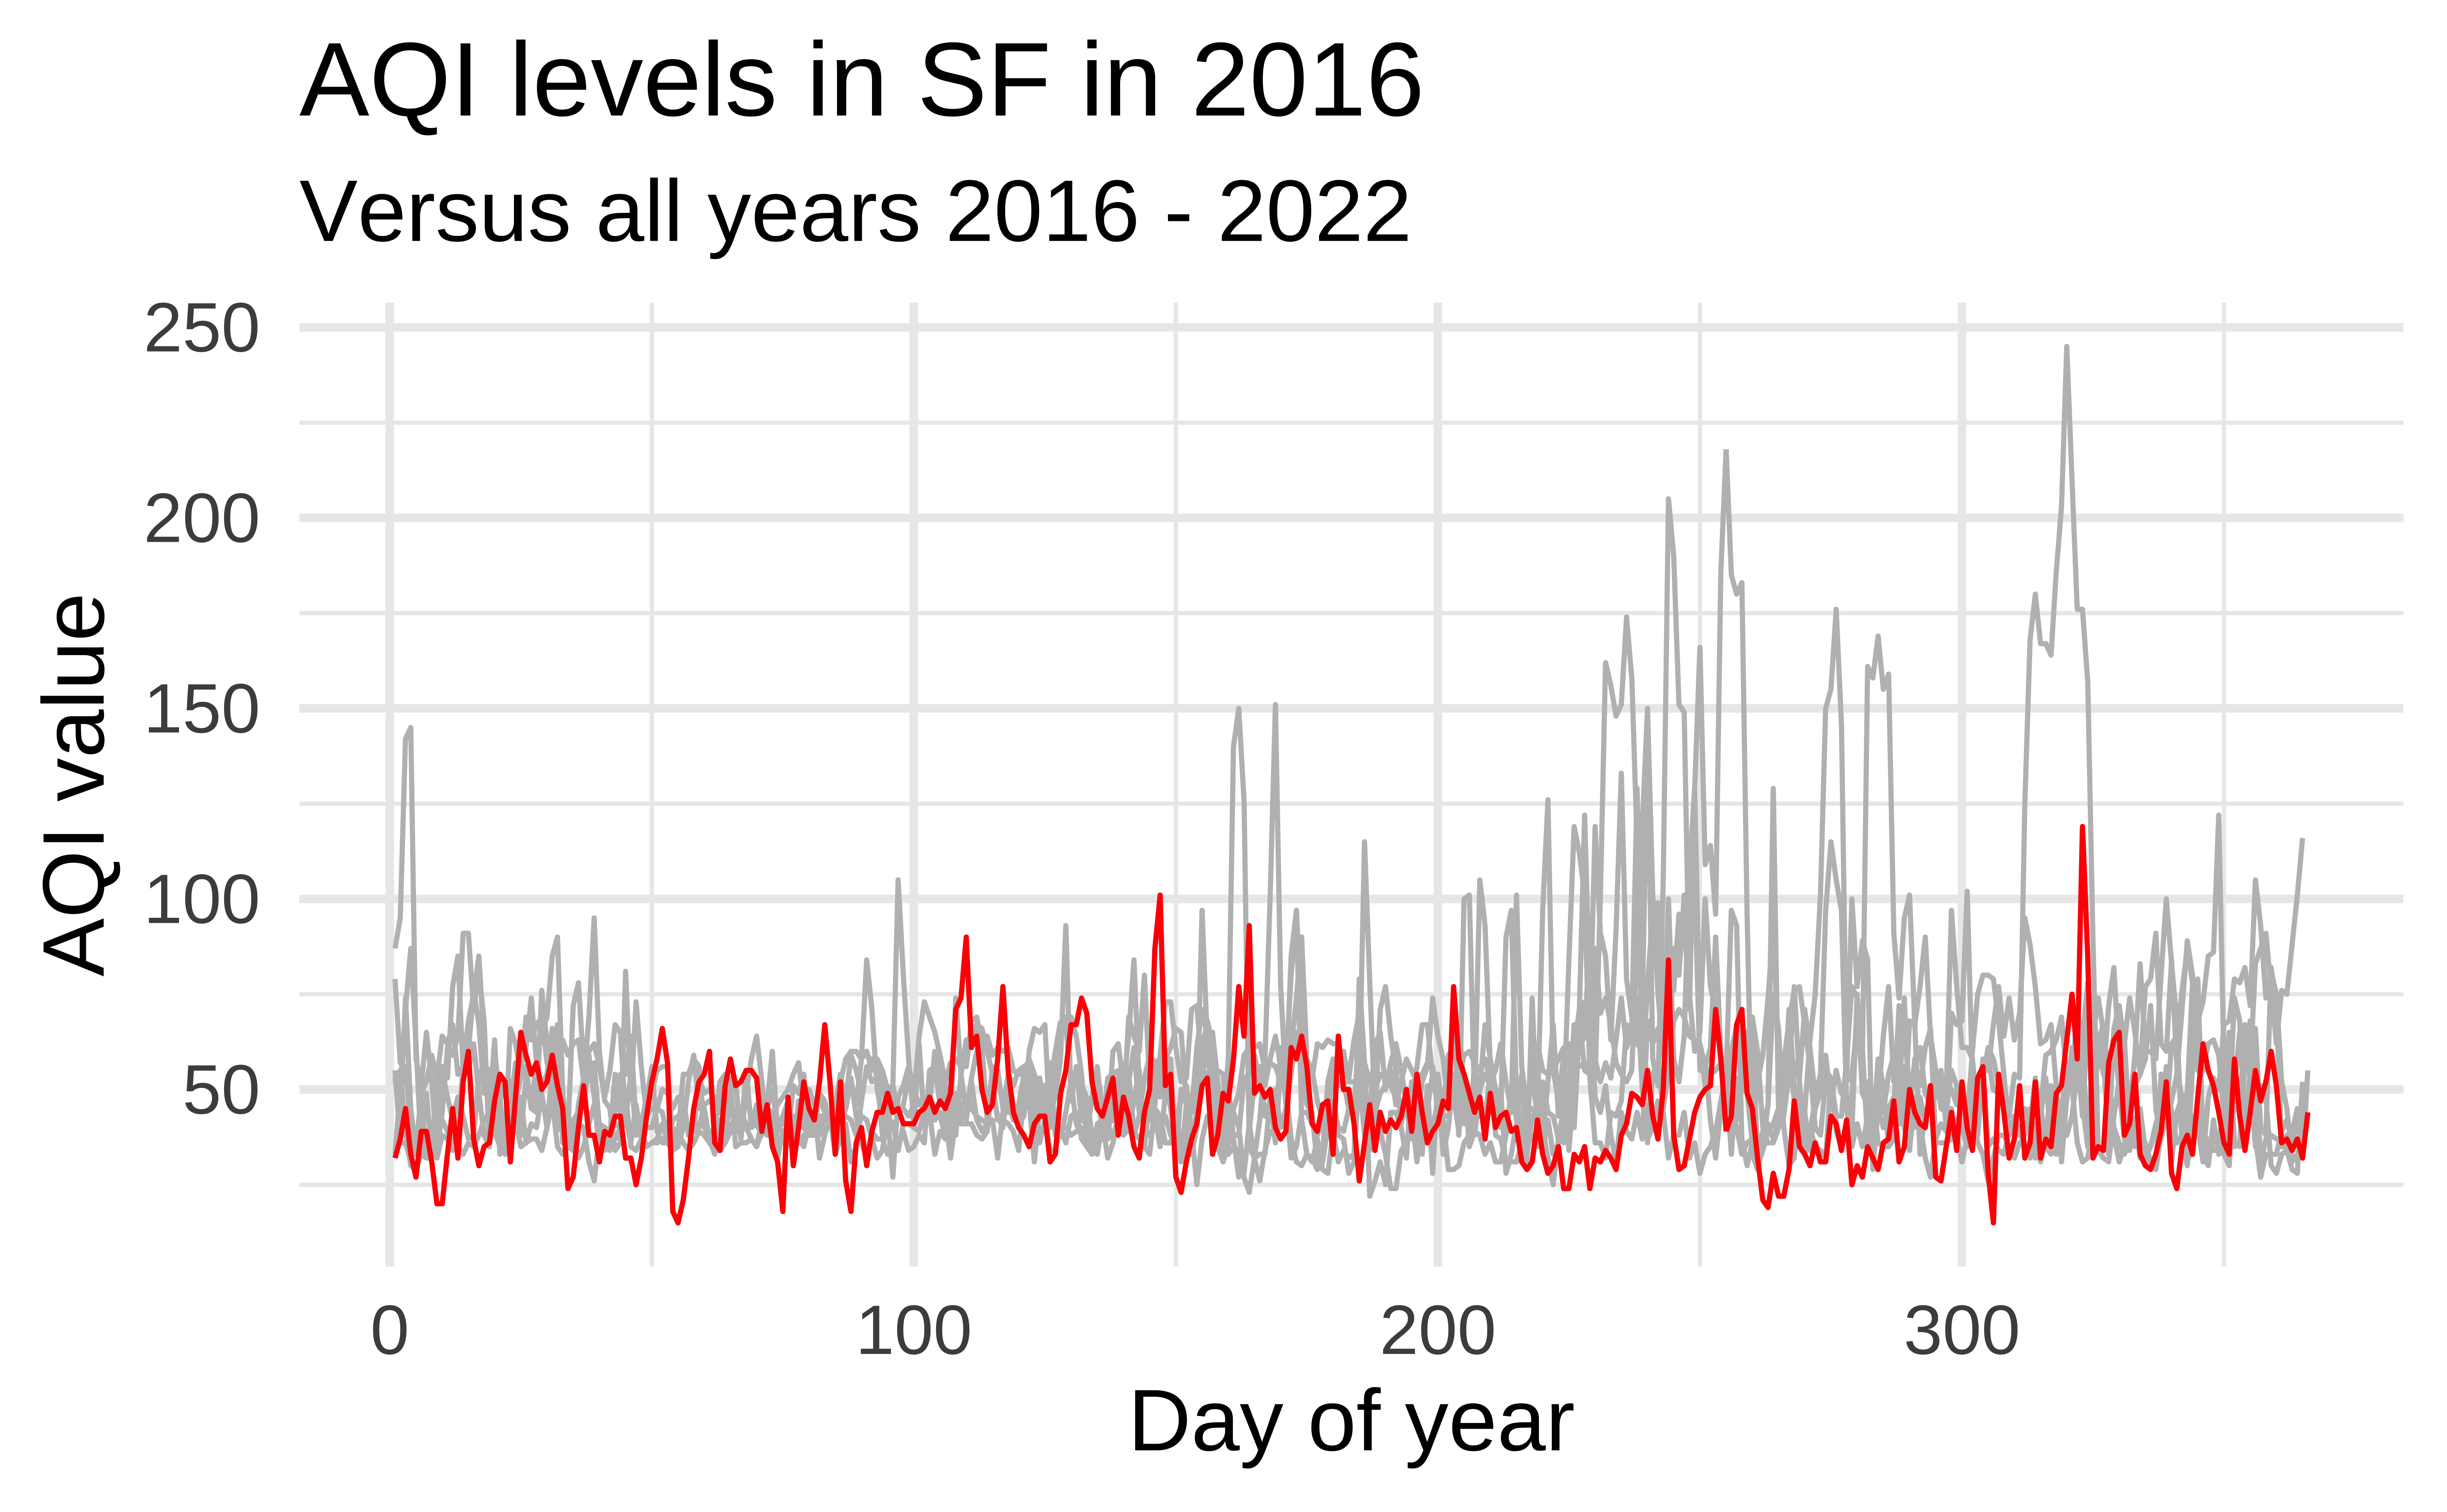 AQI levels in SF in 2016
Versus all years 2016 - 2022
250
200
150
100
50
AQI value
0 100 200 300
Day of year